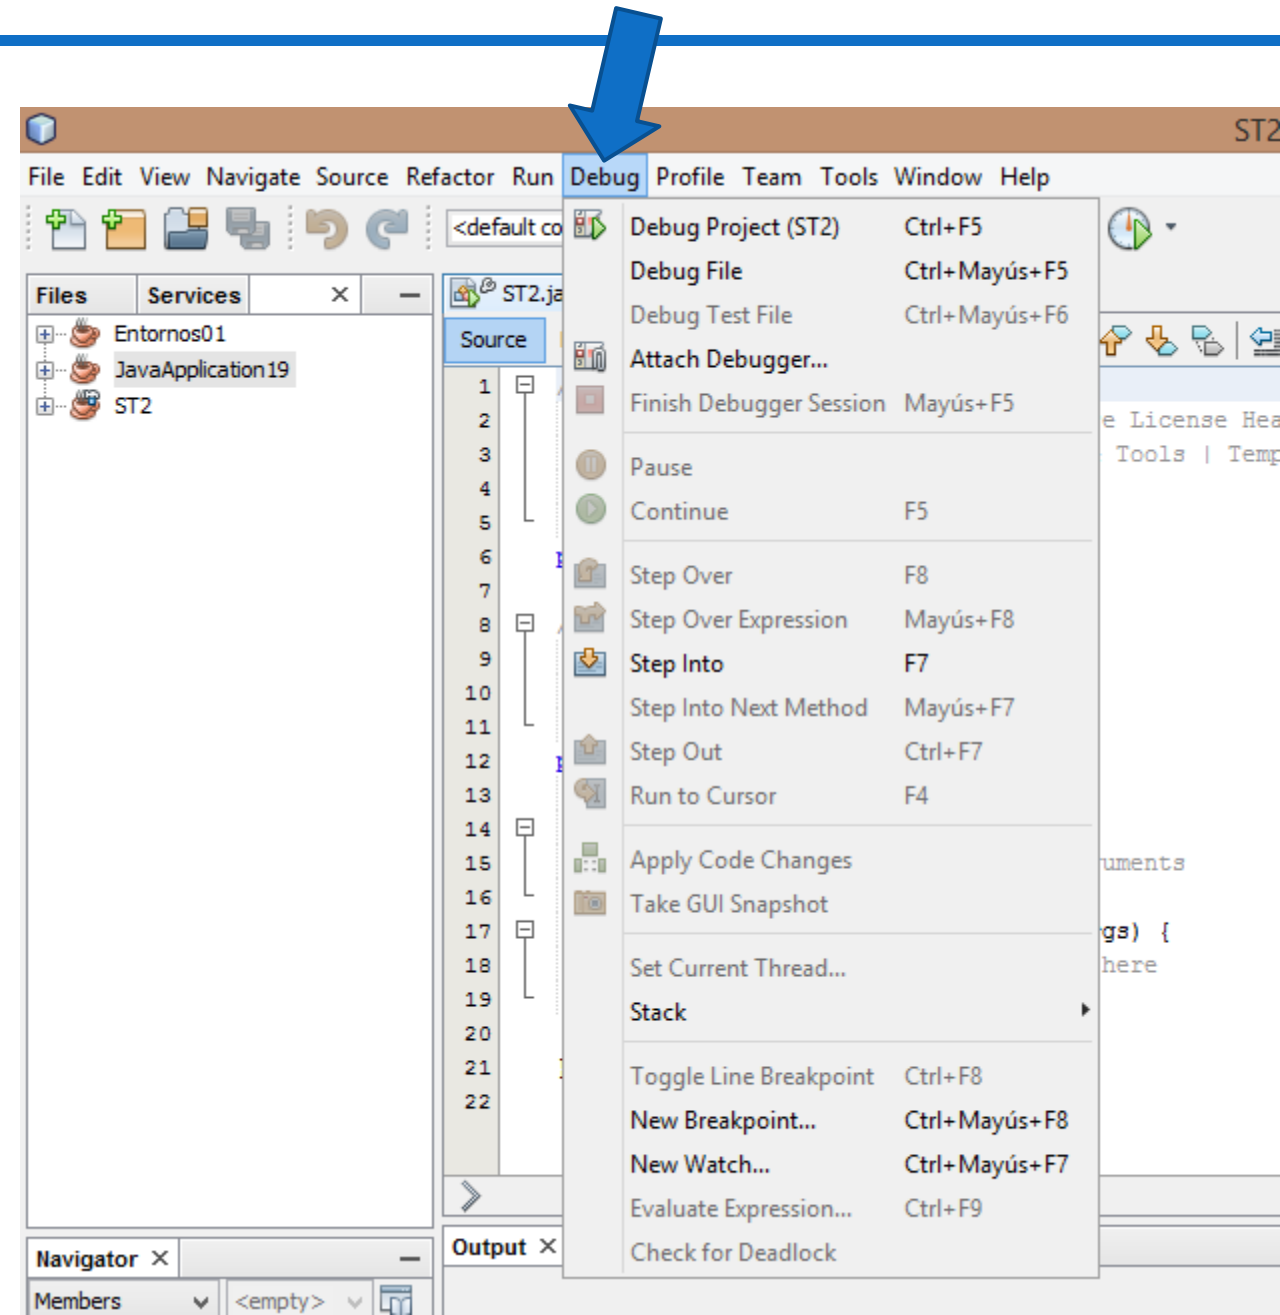 ST2
File Edit View Navigate Source Refactor Run Debug Profile Team Tools Window Help
<default co
Debug Project (ST2) Ctrl+F5
Debug File Ctrl+Mayús+F5
Debug Test File Ctrl+Mayús+F6
Attach Debugger...
Finish Debugger Session Mayús+F5
Pause
Continue F5
Step Over F8
Step Over Expression Mayús+F8
Step Into F7
Step Into Next Method Mayús+F7
Step Out Ctrl+F7
Run to Cursor F4
Apply Code Changes
Take GUI Snapshot
Set Current Thread...
Stack
Toggle Line Breakpoint Ctrl+F8
New Breakpoint... Ctrl+Mayús+F8
New Watch... Ctrl+Mayús+F7
Evaluate Expression... Ctrl+F9
Check for Deadlock
Files Services
Entornos01
JavaApplication19
ST2
ST2.ja
Source
1
2 e License Hea
3 Tools | Temp
4
5
6
7
8
9
10
11
12
13
14
15 uments
16
17 gs) {
18 here
19
20
21
22
Navigator
Members <empty>
Output